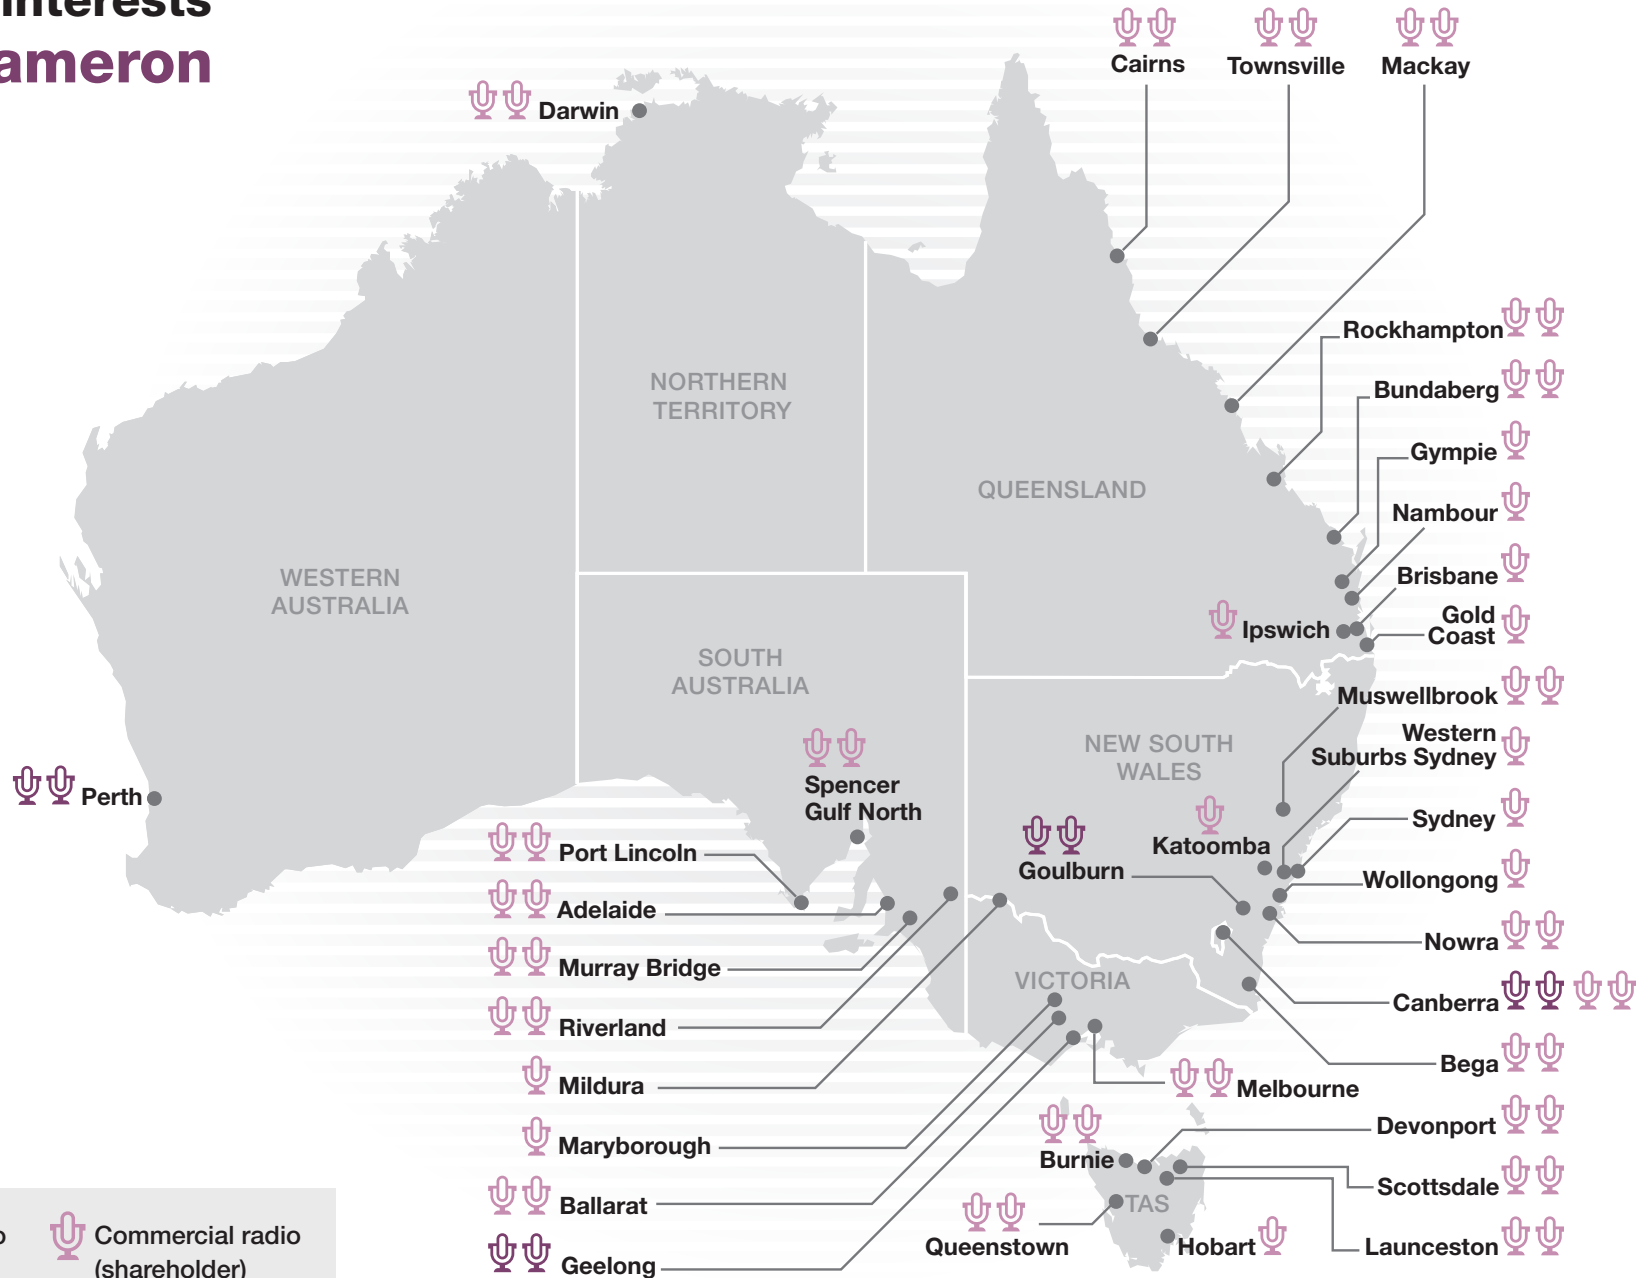 interests
ameron
Cairns
Townsville
Mackay
Darwin
Rockhampton
Bundaberg
NORTHERN
TERRITORY
Gympie
QUEENSLAND
Nambour
WESTERN
AUSTRALIA
Brisbane
Ipswich
Gold
Coast
SOUTH
AUSTRALIA
Muswellbrook
Western
Suburbs Sydney
NEW SOUTH
WALES
Spencer
Gulf North
Perth
Sydney
Katoomba
Port Lincoln
Goulburn
Wollongong
Adelaide
Nowra
Murray Bridge
VICTORIA
Canberra
Riverland
Bega
Mildura
Melbourne
Devonport
Maryborough
Burnie
Scottsdale
Ballarat
TAS
Queenstown
Hobart
Launceston
Geelong
o
Commercial radio
(shareholder)